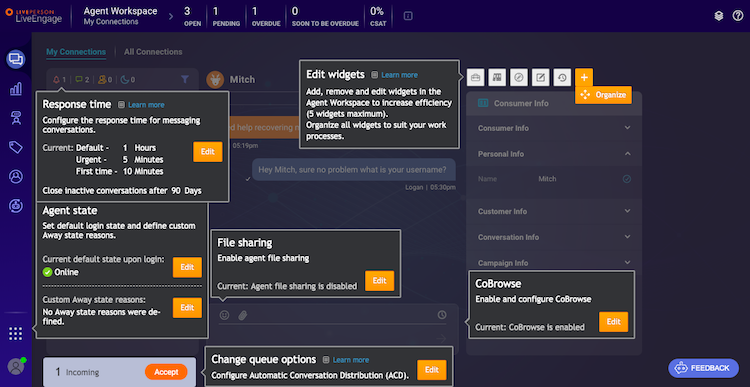 LIVEPERSON
LiveEngage
Agent Workspace
My Connections
3
OPEN
1
PENDING
1
OVERDUE
0
SOON TO BE OVERDUE
0%
CSAT
My Connections
All Connections
1
2
0
0
Mitch
Response time
Learn more
Configure the response time for messaging
conversations.
Current: Default - 1 Hours
Urgent - 5 Minutes
First time - 10 Minutes
Edit
Close inactive conversations after 90 Days
Edit widgets
Learn more
Add, remove and edit widgets in the
Agent Workspace to increase efficiency
(5 widgets maximum).
Organize all widgets to suit your work
processes.
Organize
Consumer Info
Consumer Info
Personal Info
Name Mitch
Customer Info
Conversation Info
Campaign Info
need help recovering m
05:19pm
Hey Mitch, sure no problem what is your username?
Logan | 05:30pm
Agent state
Set default login state and define custom
Away state reasons.
Current default state upon login:
Online
Edit
Custom Away state reasons:
No Away state reasons were de-
fined.
Edit
File sharing
Enable agent file sharing
Current: Agent file sharing is disabled
Edit
CoBrowse
Enable and configure CoBrowse
Current: CoBrowse is enabled
Edit
Change queue options
Learn more
Configure Automatic Conversation Distribution (ACD).
Edit
1 Incoming
Accept
FEEDBACK